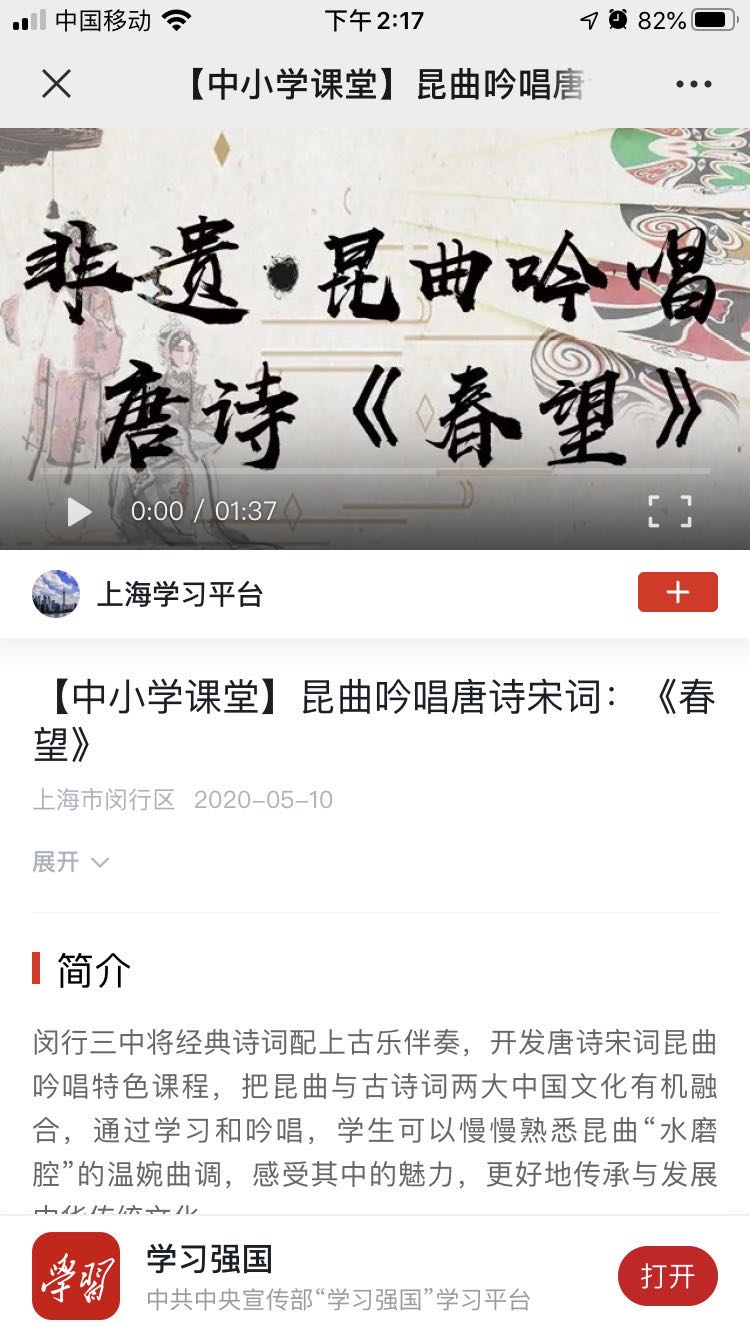 中国移动
下午2:17
82%
【中小学课堂】昆曲吟唱唐
非遗·昆曲吟唱
唐诗《春望》
0:00 / 01:37
上海学习平台
【中小学课堂】昆曲吟唱唐诗宋词：《春
望》
上海市闵行区 2020-05-10
展开
简介
闵行三中将经典诗词配上古乐伴奏，开发唐诗宋词昆曲
吟唱特色课程，把昆曲与古诗词两大中国文化有机融
合，通过学习和吟唱，学生可以慢慢熟悉昆曲“水磨
腔”的温婉曲调，感受其中的魅力，更好地传承与发展
中华传统文化
學習
学习强国
中共中央宣传部“学习强国”学习平台
打开